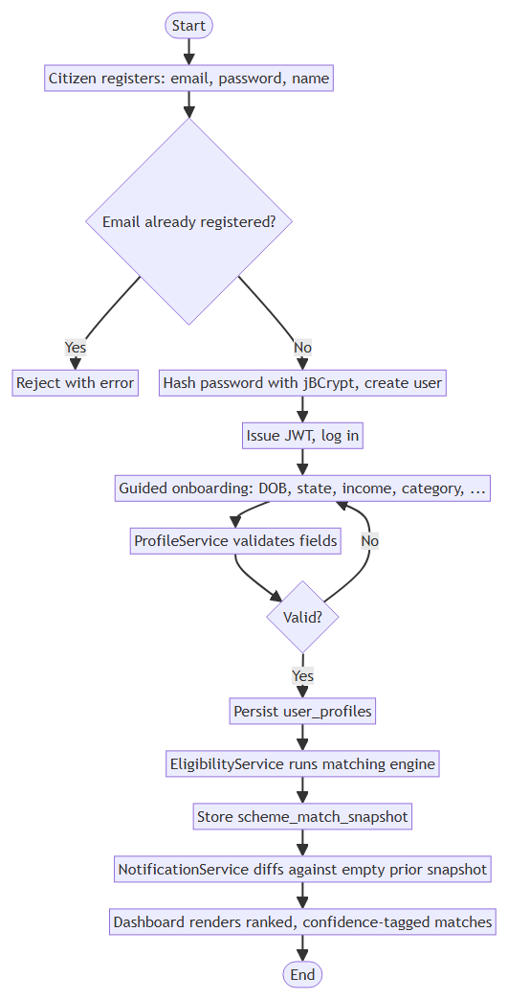 Start
Citizen registers: email, password, name
Email already registered?
Yes
No
Reject with error
Hash password with jBCrypt, create user
Issue JWT, log in
Guided onboarding: DOB, state, income, category, ...
ProfileService validates fields
No
Valid?
Yes
Persist user_profiles
EligibilityService runs matching engine
Store scheme_match_snapshot
NotificationService diffs against empty prior snapshot
Dashboard renders ranked, confidence-tagged matches
End